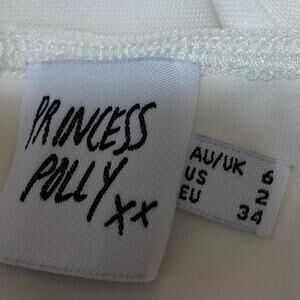 PRINCESS
POLLY
XX
AU/UK 6
US 2
EU 34